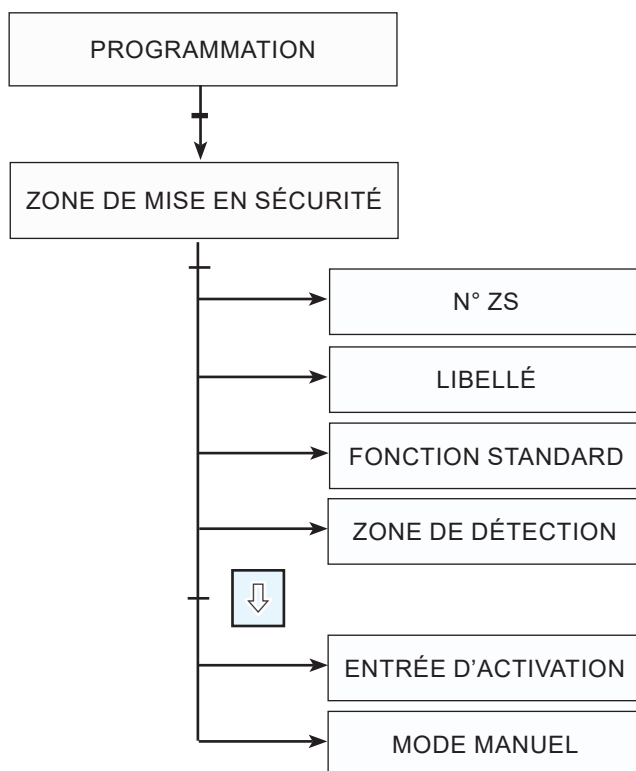 PROGRAMMATION
ZONE DE MISE EN SÉCURITÉ
N° ZS
LIBELLÉ
FONCTION STANDARD
ZONE DE DÉTECTION
ENTRÉE D'ACTIVATION
MODE MANUEL